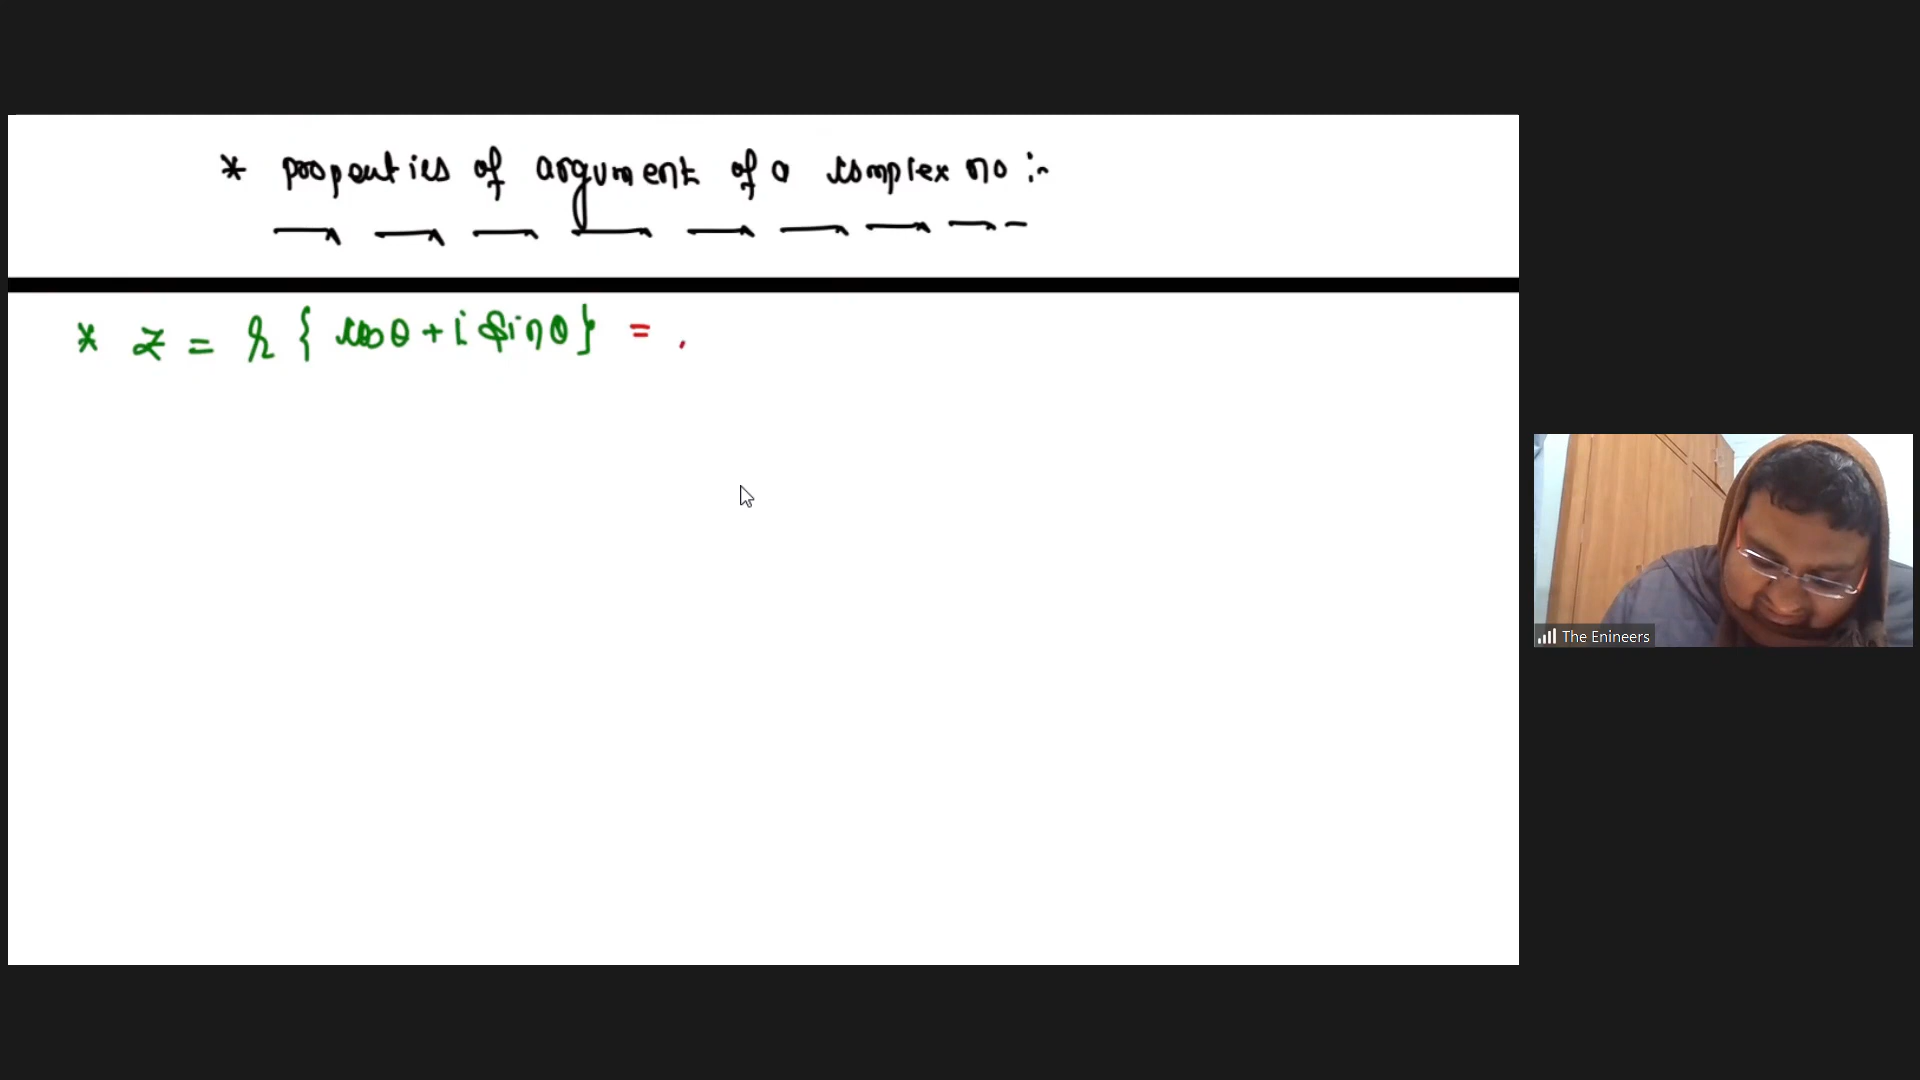 * properties of argument of a complex no :-
* z = r { cosθ + i sinθ } =
The Enineers